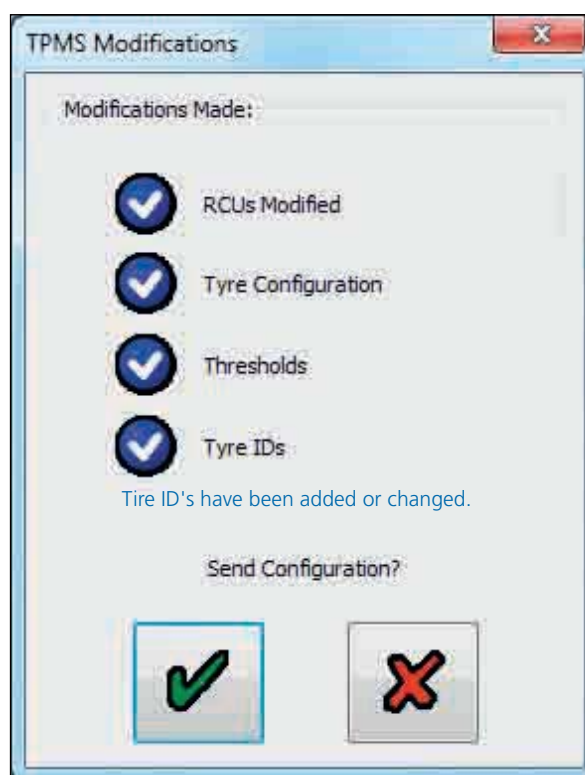 TPMS Modifications
Modifications Made:
RCUs Modified
Tyre Configuration
Thresholds
Tyre IDs
Tire ID's have been added or changed.
Send Configuration?